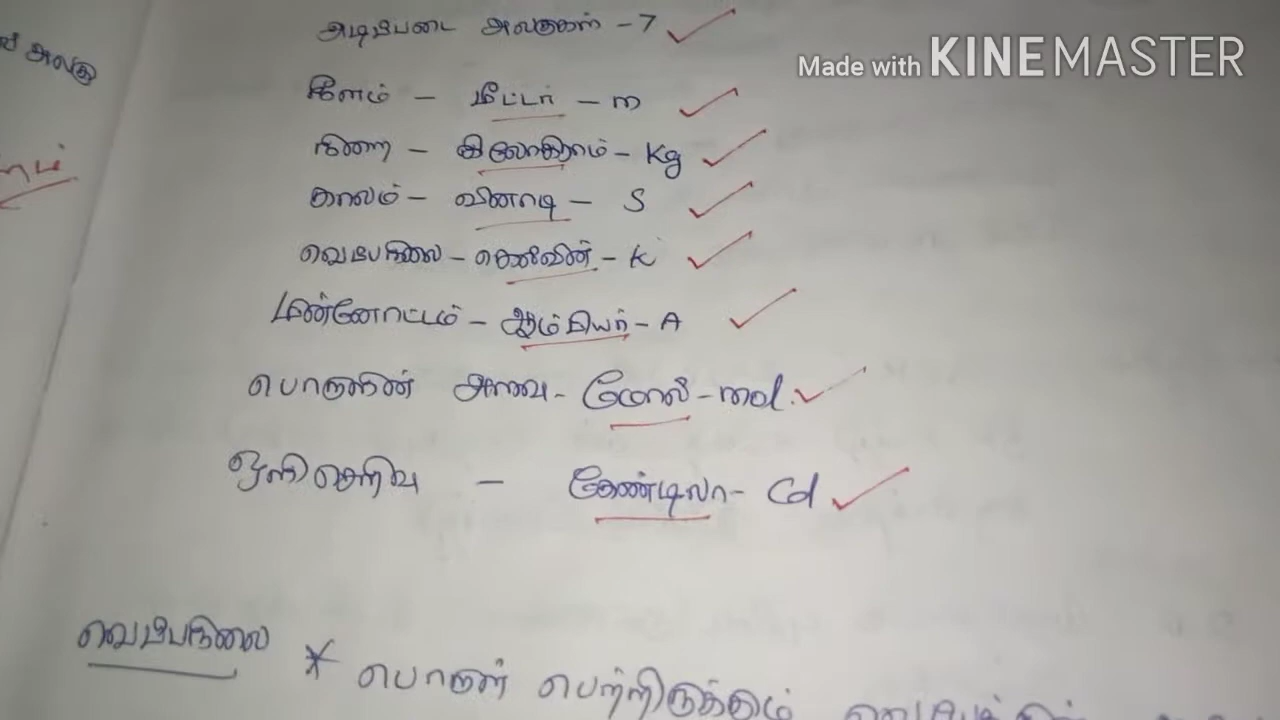 Made with KINEMASTER
அலகு
அடிப்படை அலகுகள் - 7
நீளம் - மீட்டர் - m
நிறை - கிலோகிராம் - Kg
காலம் - வினாடி - S
வெப்பநிலை - கெல்வின் - K
மின்னோட்டம் - ஆம்பியர் - A
பொருளின் அளவு - மோல் - mol.
ஒளிசெறிவு - கேண்டிலா - Cd
வெப்பநிலை * பொருள் பெற்றிருக்கும்